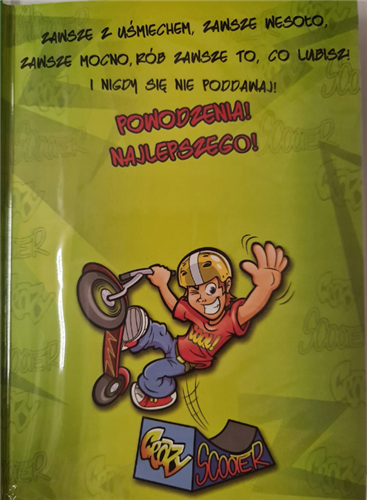 ZAWSZE Z UŚMIECHEM, ZAWSZE WESOŁO,
ZAWSZE MOCNO, RÓB ZAWSZE TO, CO LUBISZ!
I NIGDY SIĘ NIE PODDAWAJ!
POWODZENIA!
NAJLEPSZEGO!
CRAZY
SCOOTER